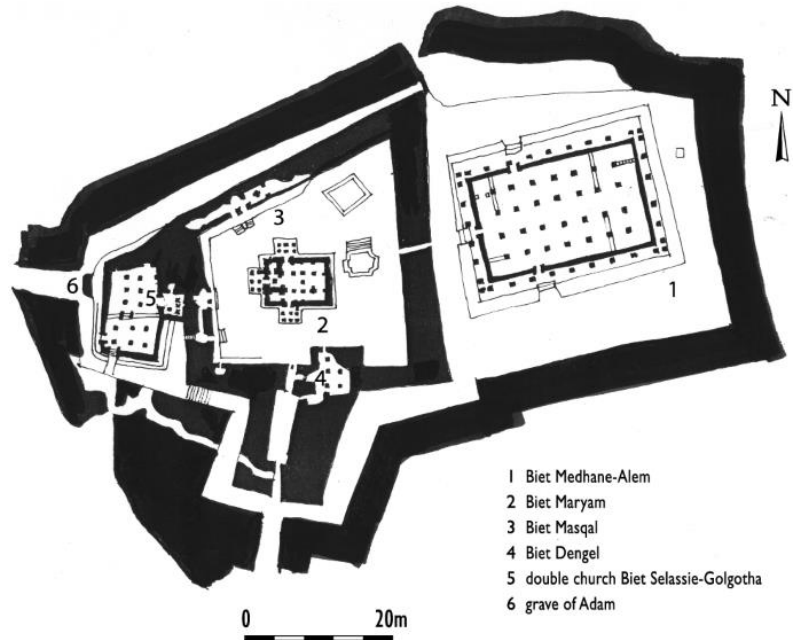 N
3
6
5
1
2
4
1 Biet Medhane-Alem
2 Biet Maryam
3 Biet Masqal
4 Biet Dengel
5 double church Biet Selassie-Golgotha
6 grave of Adam
0 20m